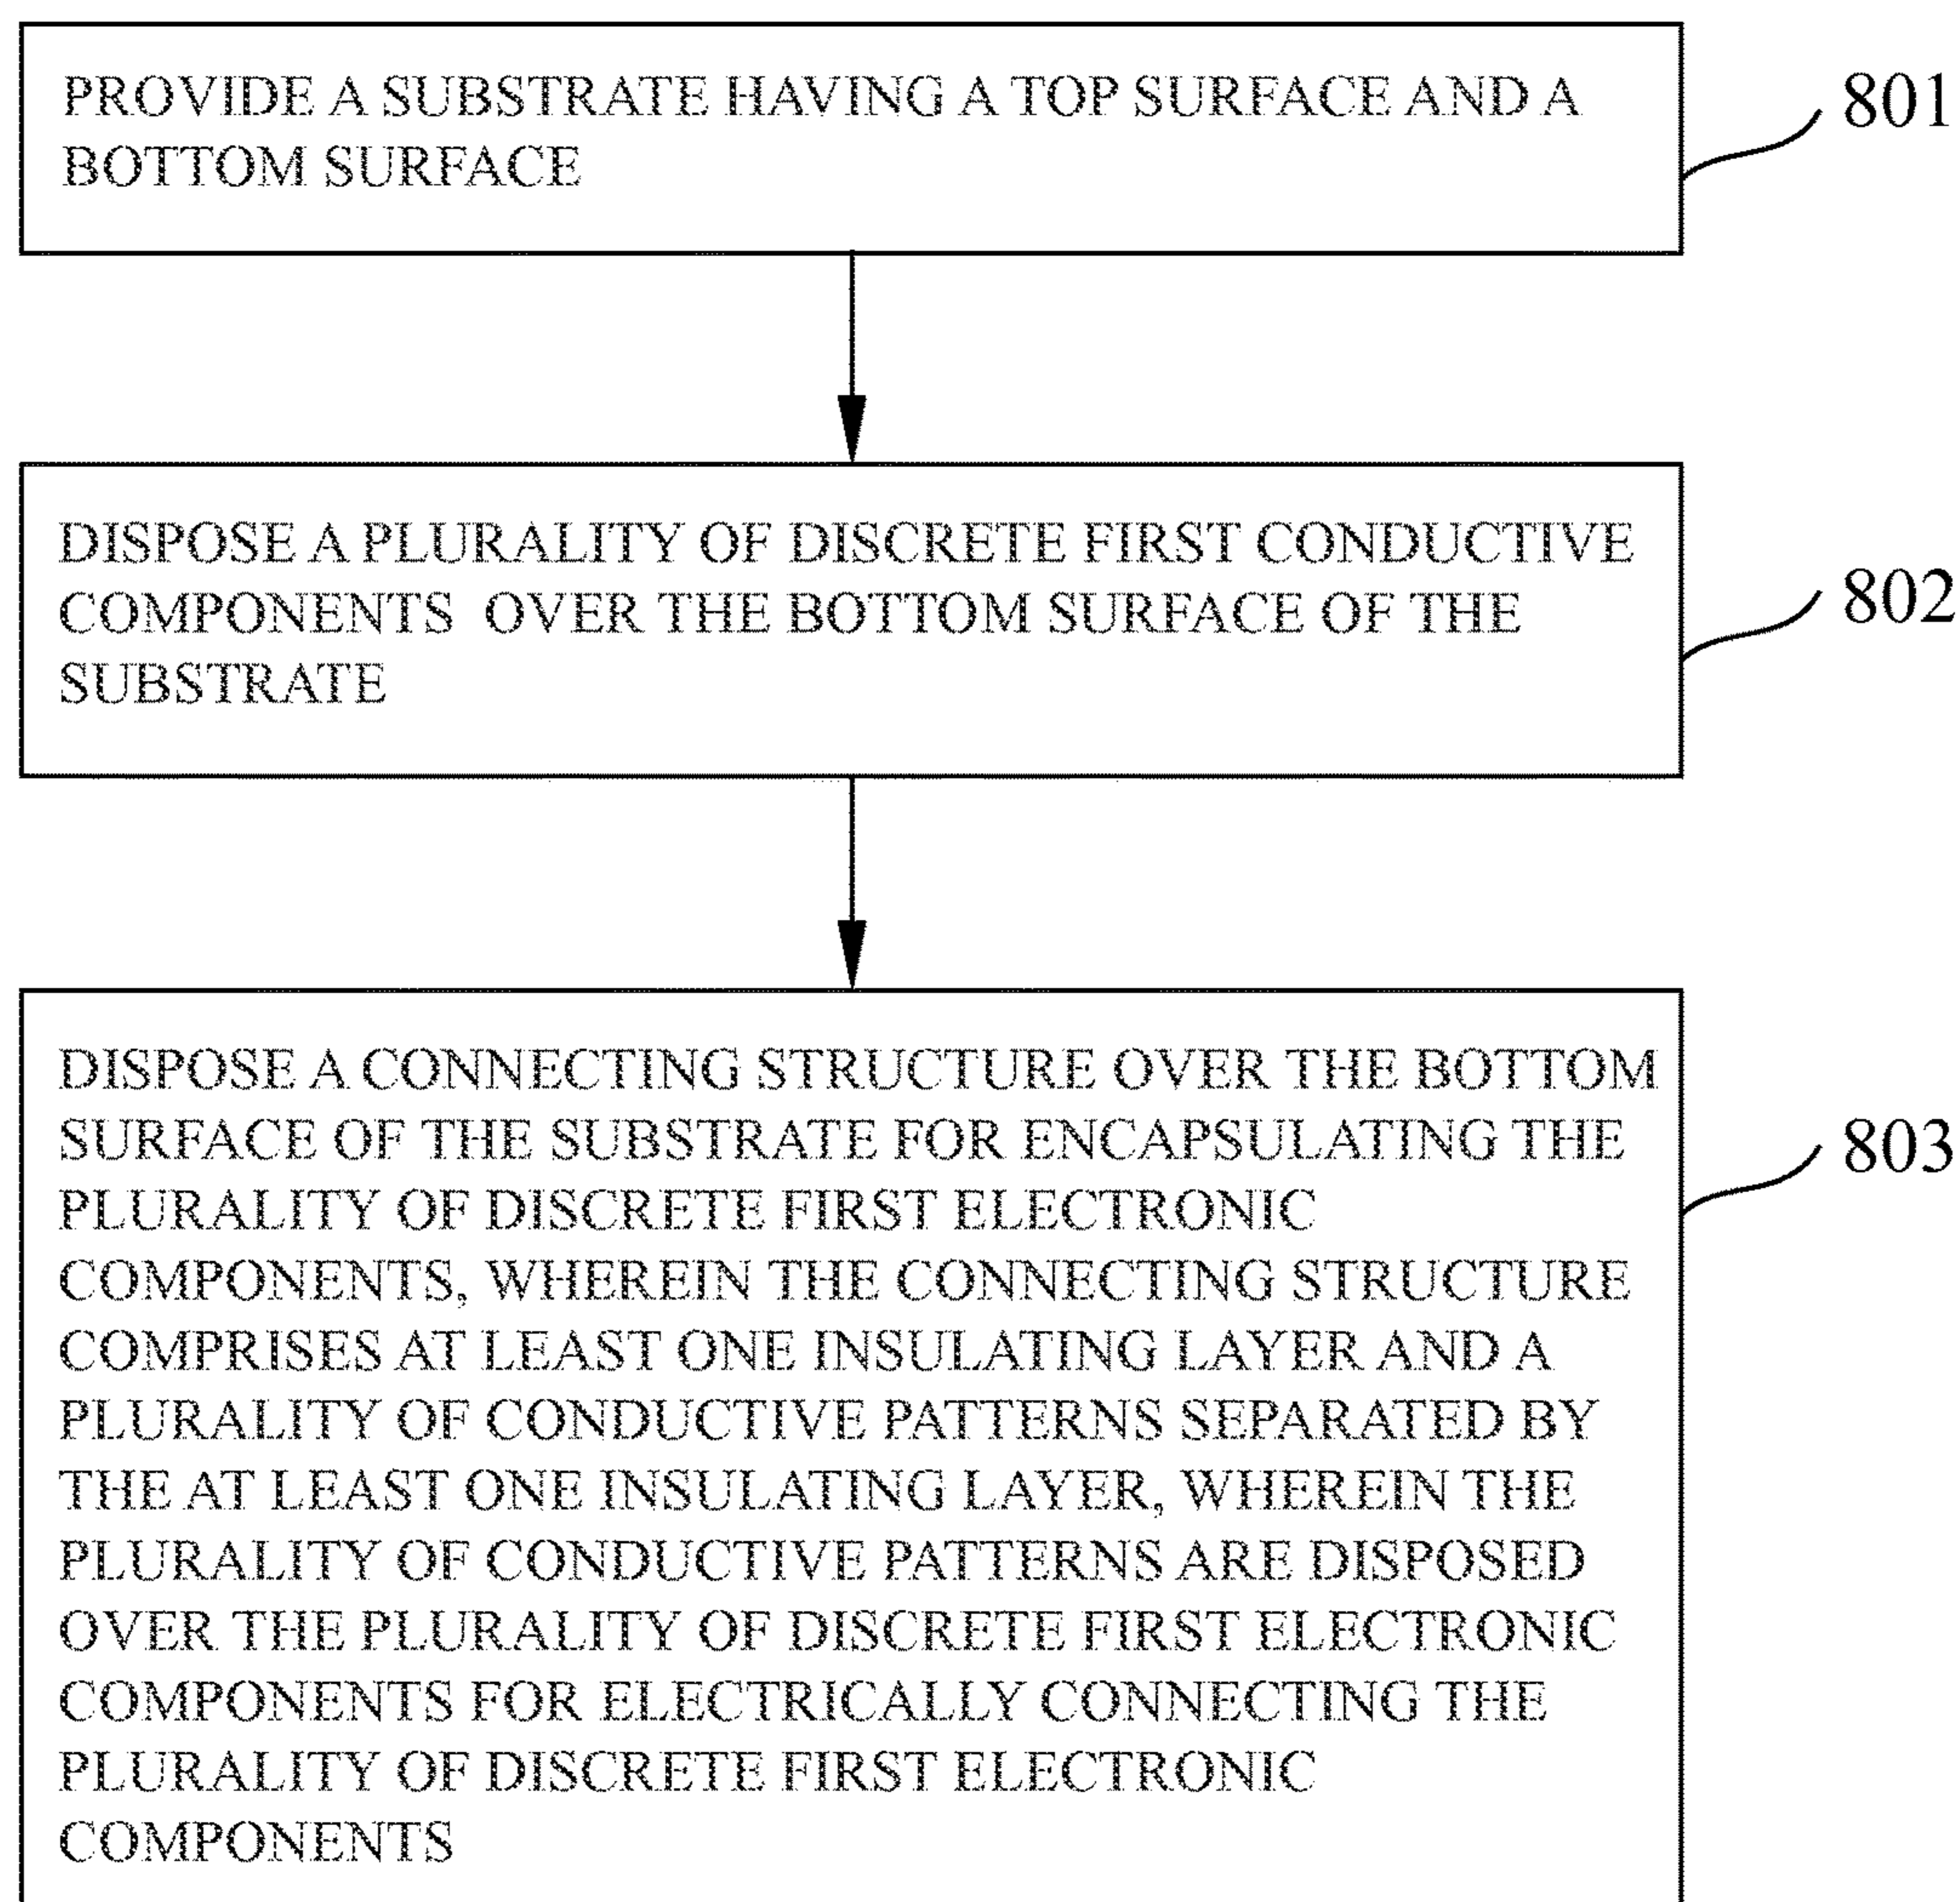 PROVIDE A SUBSTRATE HAVING A TOP SURFACE AND A
BOTTOM SURFACE
801
DISPOSE A PLURALITY OF DISCRETE FIRST CONDUCTIVE
COMPONENTS OVER THE BOTTOM SURFACE OF THE
SUBSTRATE
802
DISPOSE A CONNECTING STRUCTURE OVER THE BOTTOM
SURFACE OF THE SUBSTRATE FOR ENCAPSULATING THE
PLURALITY OF DISCRETE FIRST ELECTRONIC
COMPONENTS, WHEREIN THE CONNECTING STRUCTURE
COMPRISES AT LEAST ONE INSULATING LAYER AND A
PLURALITY OF CONDUCTIVE PATTERNS SEPARATED BY
THE AT LEAST ONE INSULATING LAYER, WHEREIN THE
PLURALITY OF CONDUCTIVE PATTERNS ARE DISPOSED
OVER THE PLURALITY OF DISCRETE FIRST ELECTRONIC
COMPONENTS FOR ELECTRICALLY CONNECTING THE
PLURALITY OF DISCRETE FIRST ELECTRONIC
COMPONENTS
803